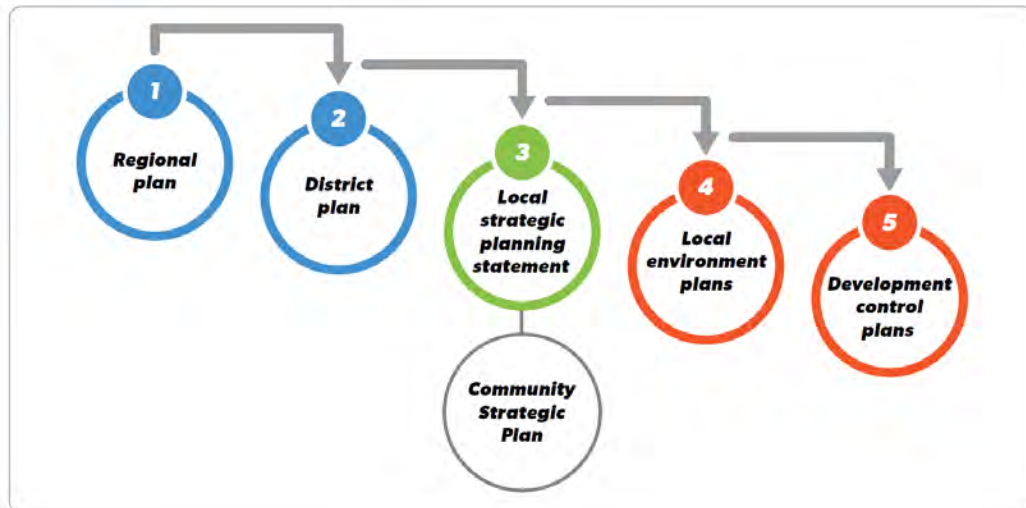 1
Regional
plan
2
District
plan
3
Local
strategic
planning
statement
4
Local
environment
plans
5
Development
control
plans
Community
Strategic
Plan